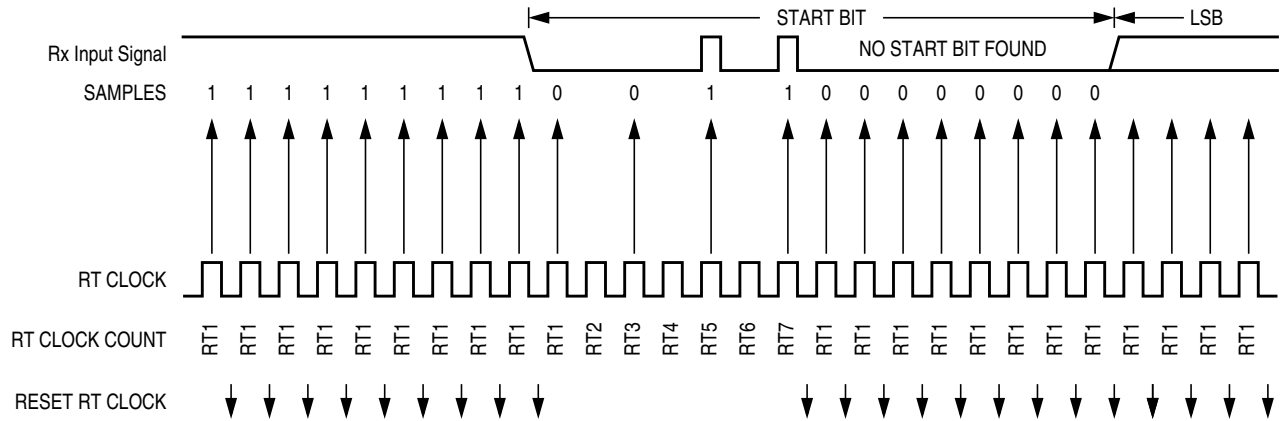 START BIT LSB
Rx Input Signal NO START BIT FOUND
SAMPLES 1 1 1 1 1 1 1 1 1 0 0 1 1 0 0 0 0 0 0 0 0
RT CLOCK
RT CLOCK COUNT RT1 RT1 RT1 RT1 RT1 RT1 RT1 RT1 RT1 RT1 RT2 RT3 RT4 RT5 RT6 RT7 RT1 RT1 RT1 RT1 RT1 RT1 RT1 RT1 RT1 RT1 RT1 RT1
RESET RT CLOCK